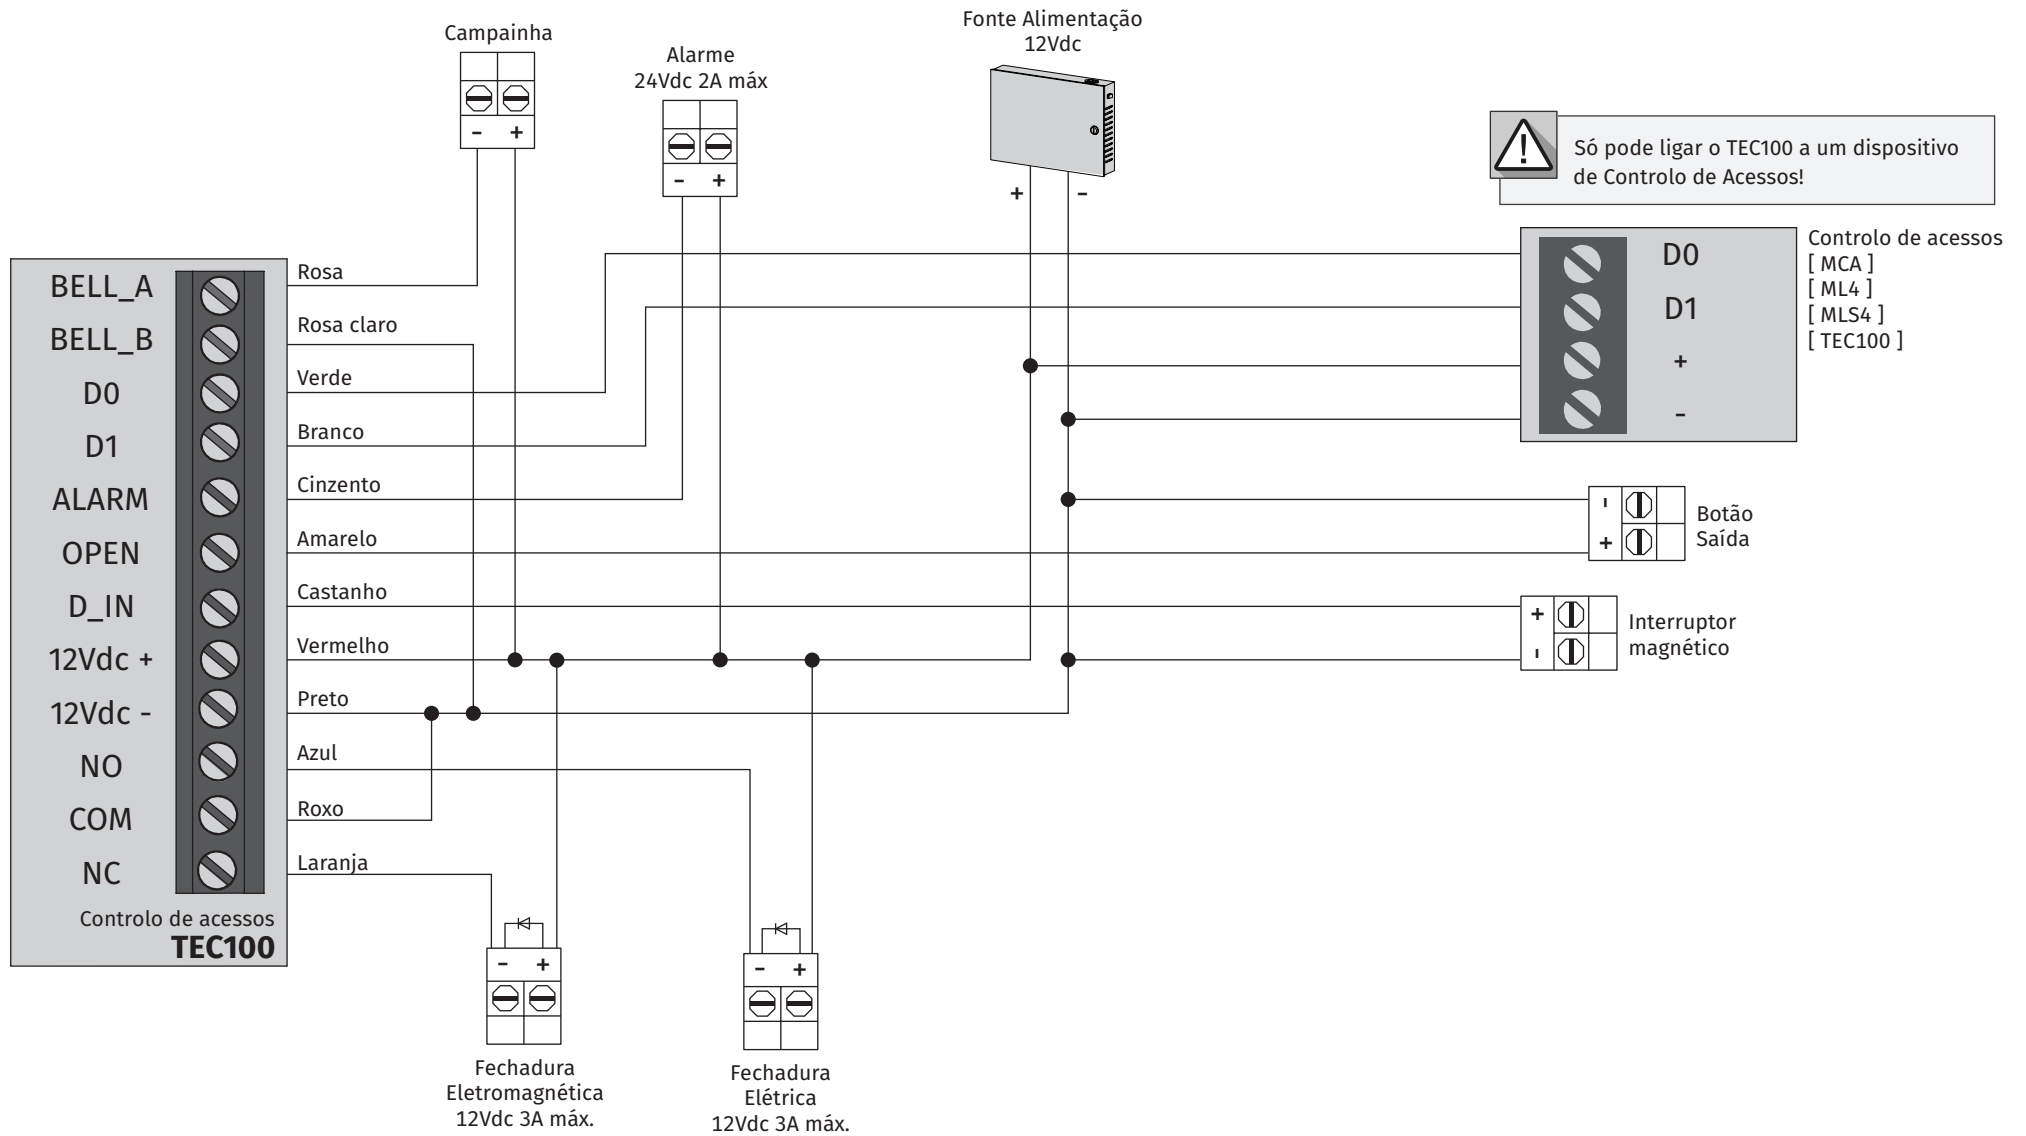 Campainha
- +
Alarme
24Vdc 2A máx
- +
Fonte Alimentação
12Vdc
+ -
Só pode ligar o TEC100 a um dispositivo
de Controlo de Acessos!
D0
D1
+
-
Controlo de acessos
[ MCA ]
[ ML4 ]
[ MLS4 ]
[ TEC100 ]
BELL_A Rosa
BELL_B Rosa claro
D0 Verde
D1 Branco
ALARM Cinzento
OPEN Amarelo
D_IN Castanho
12Vdc + Vermelho
12Vdc - Preto
NO Azul
COM Roxo
NC Laranja
Controlo de acessos
TEC100
-
+
Botão
Saída
+
-
Interruptor
magnético
- +
Fechadura
Eletromagnética
12Vdc 3A máx.
- +
Fechadura
Elétrica
12Vdc 3A máx.